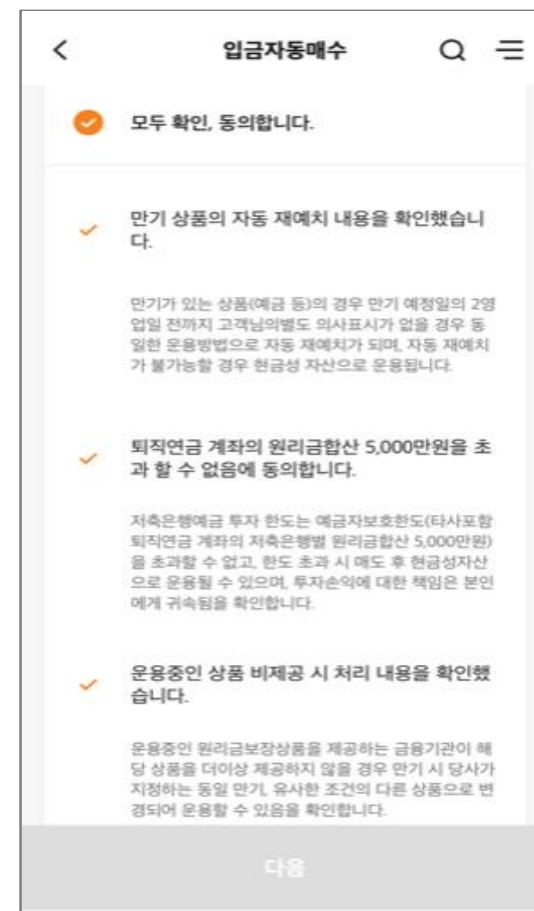 입금자동매수
모두 확인, 동의합니다.
만기 상품의 자동 재예치 내용을 확인했습니
다.
만기가 있는 상품(예금 등)의 경우 만기 예정일의 2영
업일 전까지 고객님의별도 의사표시가 없을 경우 동
일한 운용방법으로 자동 재예치가 되며, 자동 재예치
가 불가능할 경우 현금성 자산으로 운용됩니다.
퇴직연금 계좌의 원리금합산 5,000만원을 초
과 할 수 없음에 동의합니다.
저축은행예금 투자 한도는 예금자보호한도(타사포함
퇴직연금 계좌의 저축은행별 원리금합산 5,000만원)
을 초과할 수 없고, 한도 초과 시 매도 후 현금성자산
으로 운용될 수 있으며, 투자손익에 대한 책임은 본인
에게 귀속됨을 확인합니다.
운용중인 상품 비제공 시 처리 내용을 확인했
습니다.
운용중인 원리금보장상품을 제공하는 금융기관이 해
당 상품을 더이상 제공하지 않을 경우 만기 시 당사가
지정하는 동일 만기, 유사한 조건의 다른 상품으로 변
경되어 운용할 수 있음을 확인합니다.
다음